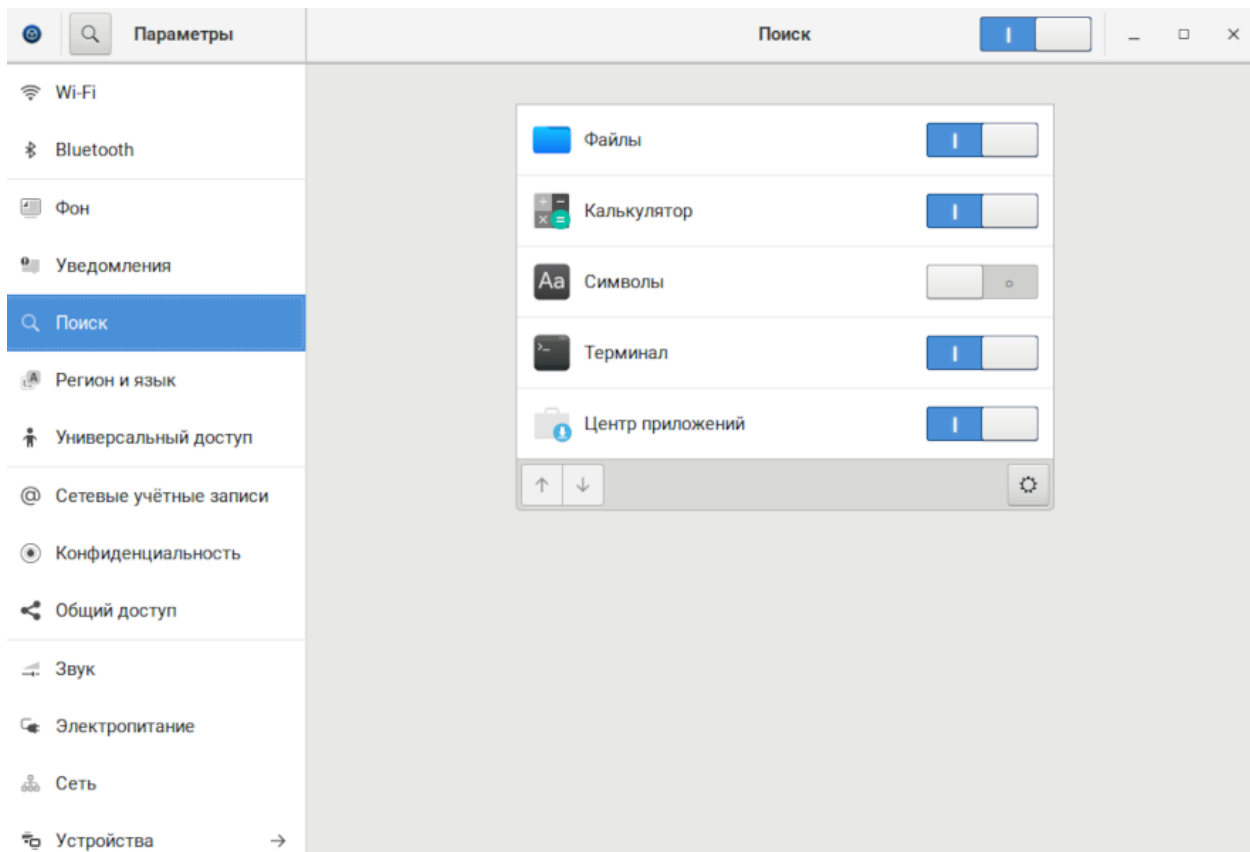 Параметры
Поиск
Wi-Fi
Bluetooth
Фон
Уведомления
Поиск
Регион и язык
Универсальный доступ
Сетевые учётные записи
Конфиденциальность
Общий доступ
Звук
Электропитание
Сеть
Устройства
Файлы
Калькулятор
Aa Символы
Терминал
Центр приложений